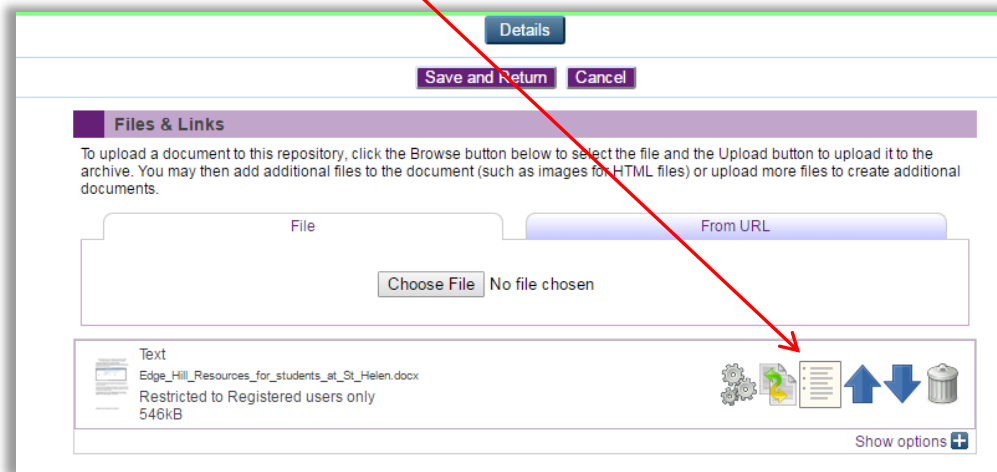 Details
Save and Return Cancel
Files & Links
To upload a document to this repository, click the Browse button below to select the file and the Upload button to upload it to the
archive. You may then add additional files to the document (such as images for HTML files) or upload more files to create additional
documents.
File From URL
Choose File No file chosen
Text
Edge_Hill_Resources_for_students_at_St_Helen.docx
Restricted to Registered users only
546kB
Show options